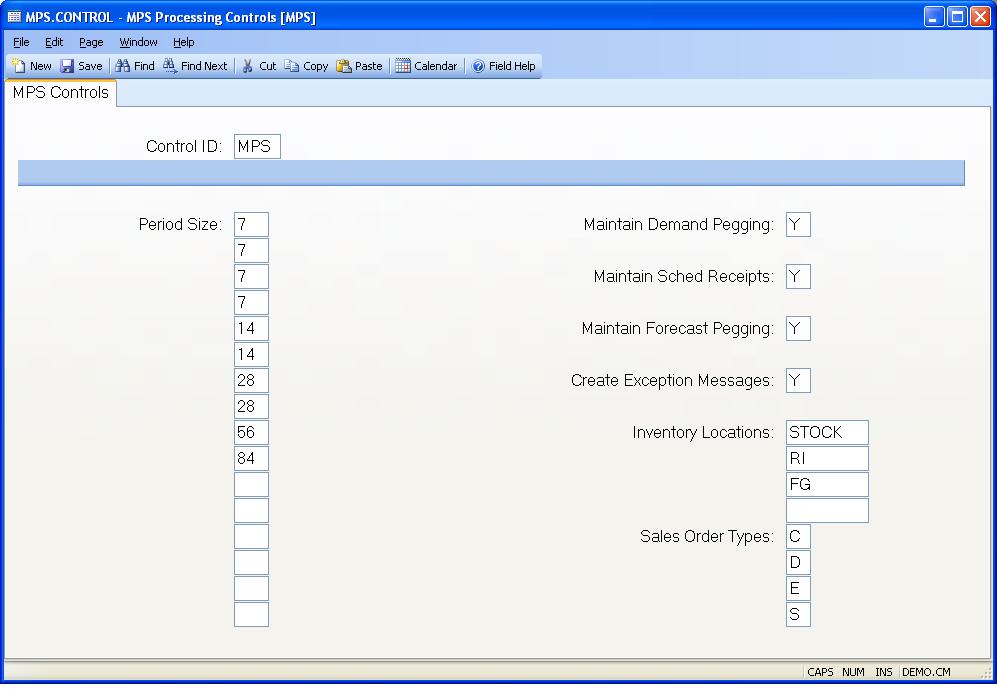 MPS.CONTROL - MPS Processing Controls [MPS]
File Edit Page Window Help
New Save Find Find Next Cut Copy Paste Calendar Field Help
MPS Controls
Control ID: MPS
Period Size: 7 Maintain Demand Pegging: Y
7
7 Maintain Sched Receipts: Y
7
14 Maintain Forecast Pegging: Y
14
28 Create Exception Messages: Y
28
56 Inventory Locations: STOCK
84 RI
FG
Sales Order Types: C
D
E
S
CAPS NUM INS DEMO.CM